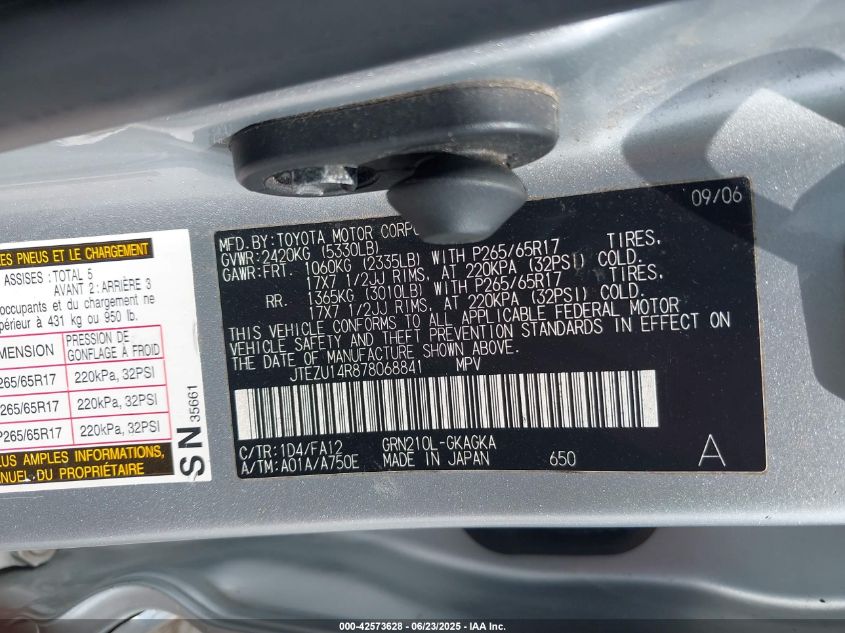 09/06
MFD.BY:TOYOTA MOTOR CORPO
GVWR:2420KG (5330LB)
GAWR:FRT. 1060KG (2335LB) WITH P265/65R17 TIRES,
17X7 1/2JJ RIMS, AT 220KPA (32PSI) COLD.
RR. 1365KG (3010LB) WITH P265/65R17 TIRES,
17X7 1/2JJ RIMS, AT 220KPA (32PSI) COLD.
THIS VEHICLE CONFORMS TO ALL APPLICABLE FEDERAL MOTOR
VEHICLE SAFETY AND THEFT PREVENTION STANDARDS IN EFFECT ON
THE DATE OF MANUFACTURE SHOWN ABOVE.
JTEZU14R878068841 MPV
C/TR:1D4/FA12 GRN210L-GKAGKA
A/TM:A01A/A750E MADE IN JAPAN 650
A
ES PNEUS ET LE CHARGEMENT
ASSISES: TOTAL 5
AVANT 2: ARRIÈRE 3
occupants et du chargement ne
périeur à 431 kg ou 950 lb.
MENSION PRESSION DE
GONFLAGE À FROID
265/65R17 220kPa, 32PSI
265/65R17 220kPa, 32PSI
P265/65R17 220kPa, 32PSI
US AMPLES INFORMATIONS,
NUEL DU PROPRIÉTAIRE
SN 35661
000-42573628 - 06/23/2025 - IAA Inc.